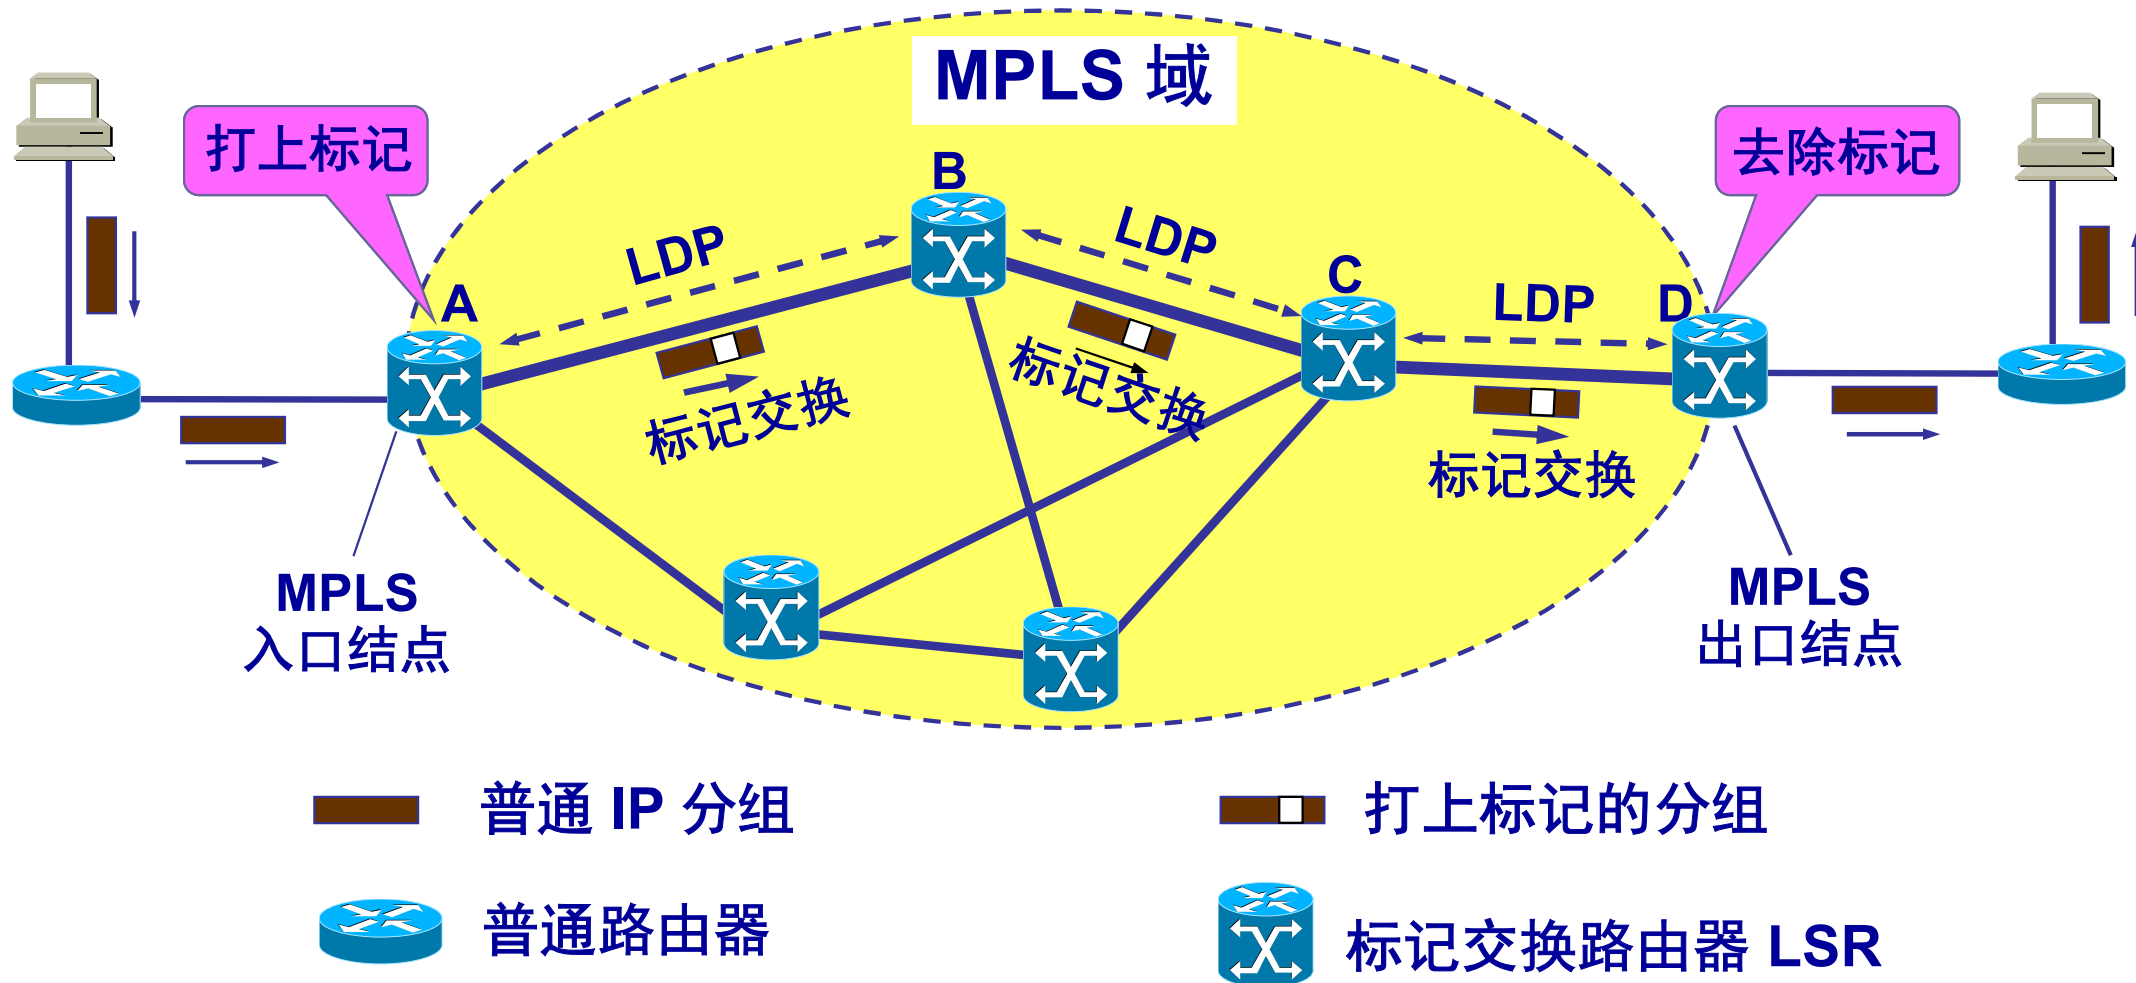 MPLS 域
打上标记
去除标记
B
LDP
LDP
C
A
LDP
D
标记交换
标记交换
标记交换
MPLS
入口结点
MPLS
出口结点
普通 IP 分组
打上标记的分组
普通路由器
标记交换路由器 LSR